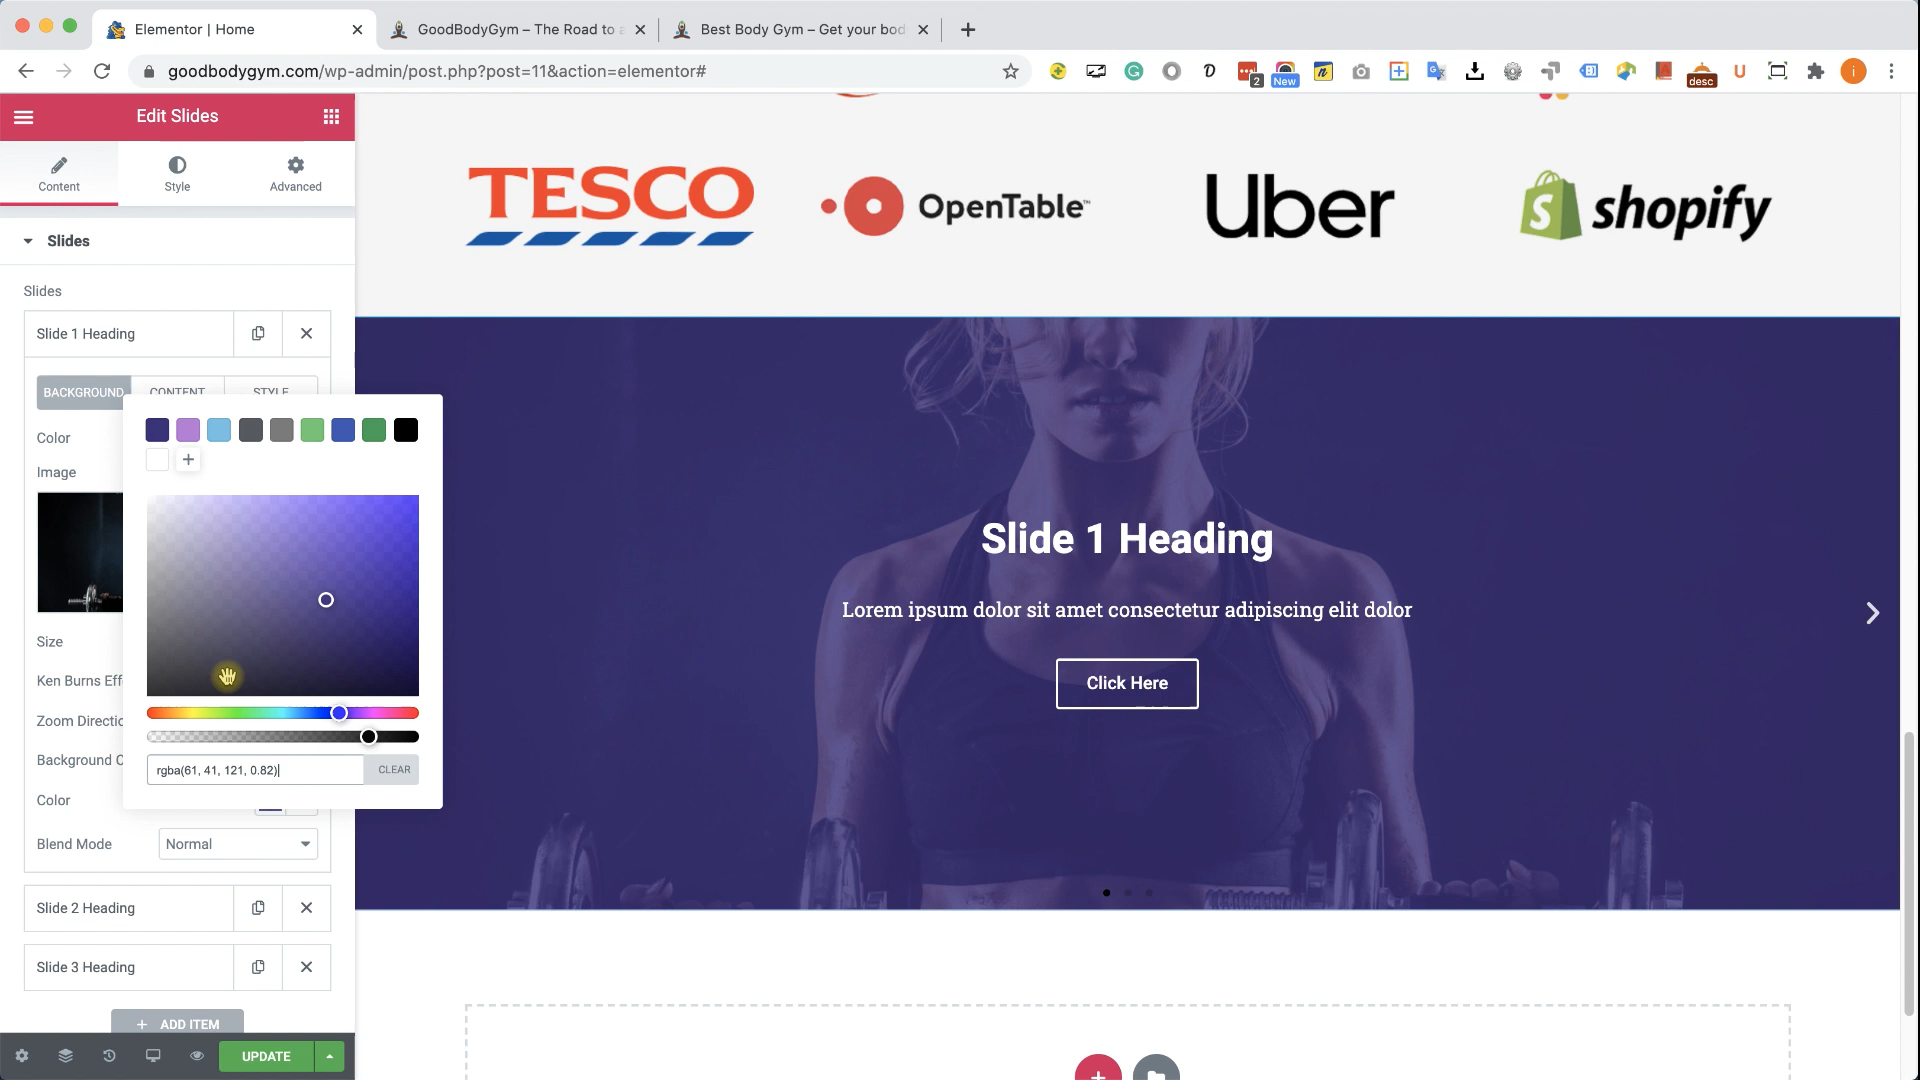 Elementor | Home
GoodBodyGym – The Road to a
Best Body Gym – Get your bod
goodbodygym.com/wp-admin/post.php?post=11&action=elementor#
2
New
desc
i
Edit Slides
Content
Style
Advanced
Slides
Slides
Slide 1 Heading
BACKGROUND
CONTENT
STYLE
Color
Image
Size
Ken Burns Eff
Zoom Directio
Background O
Color
rgba(61, 41, 121, 0.82)
CLEAR
Blend Mode
Normal
Slide 2 Heading
Slide 3 Heading
+ ADD ITEM
UPDATE
TESCO
OpenTable™
Uber
shopify
Slide 1 Heading
Lorem ipsum dolor sit amet consectetur adipiscing elit dolor
Click Here